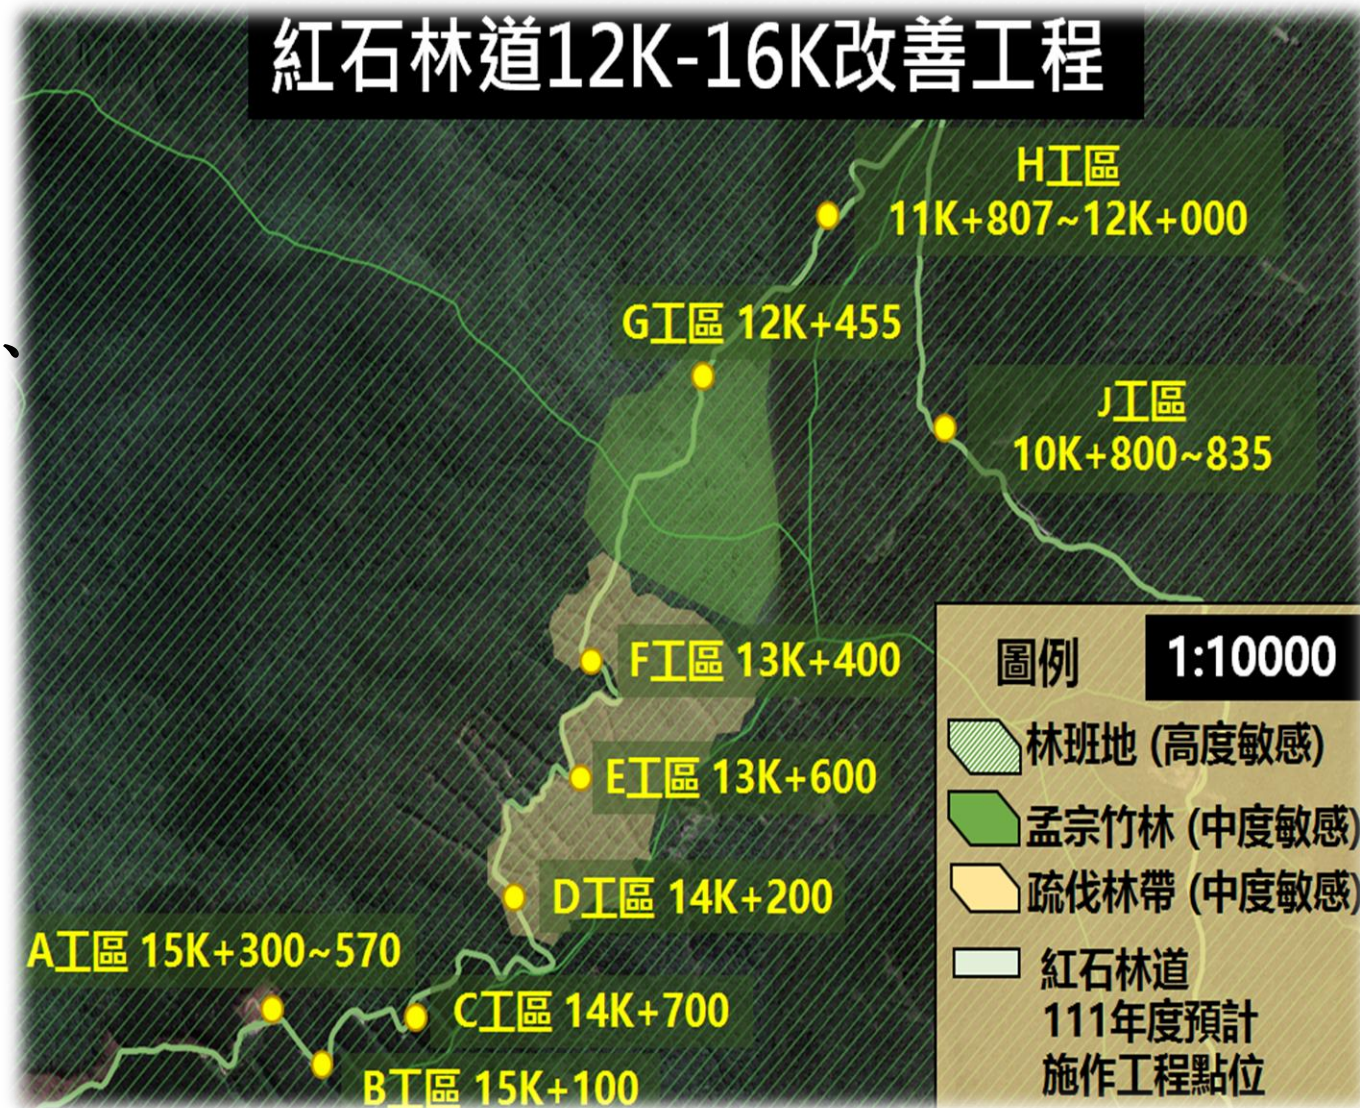 紅石林道12K-16K改善工程
H工區
11K+807~12K+000
G工區 12K+455
J工區
10K+800~835
F工區 13K+400
E工區 13K+600
D工區 14K+200
A工區 15K+300~570
C工區 14K+700
B工區 15K+100
圖例
1:10000
林班地 (高度敏感)
孟宗竹林 (中度敏感)
疏伐林帶 (中度敏感)
紅石林道
111年度預計
施作工程點位
、